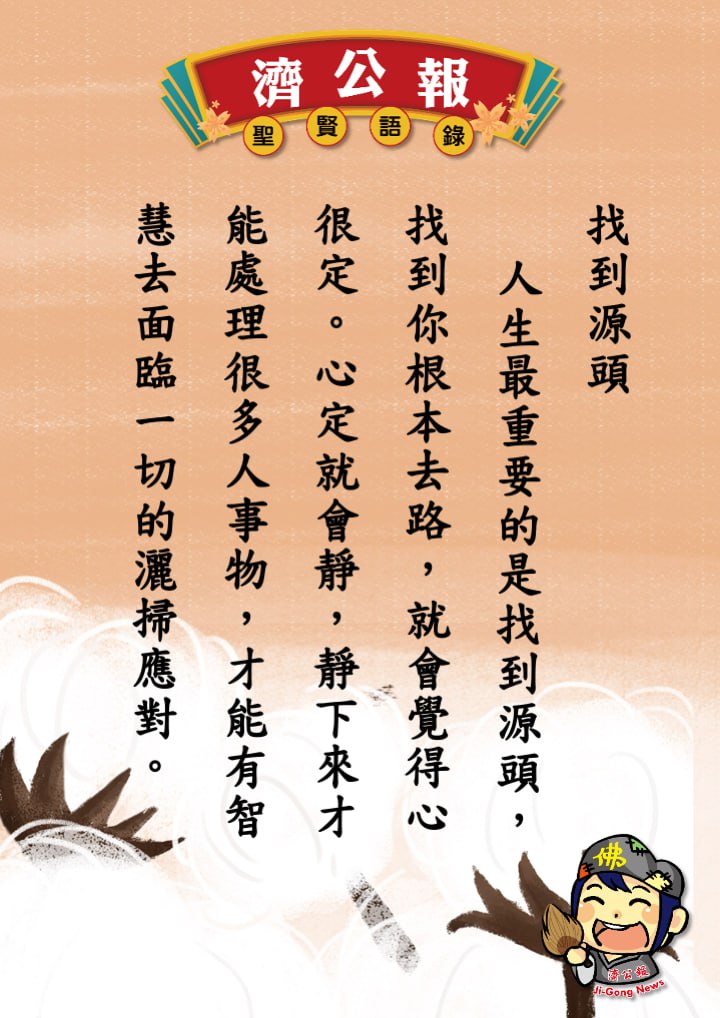 濟公報
聖賢語錄
找到源頭
人生最重要的是找到源頭，
找到你根本去路，就會覺得心
很定。心定就會靜，靜下來才
能處理很多人事物，才能有智
慧去面臨一切的灑掃應對。
佛
濟公報
Ji-Gong News